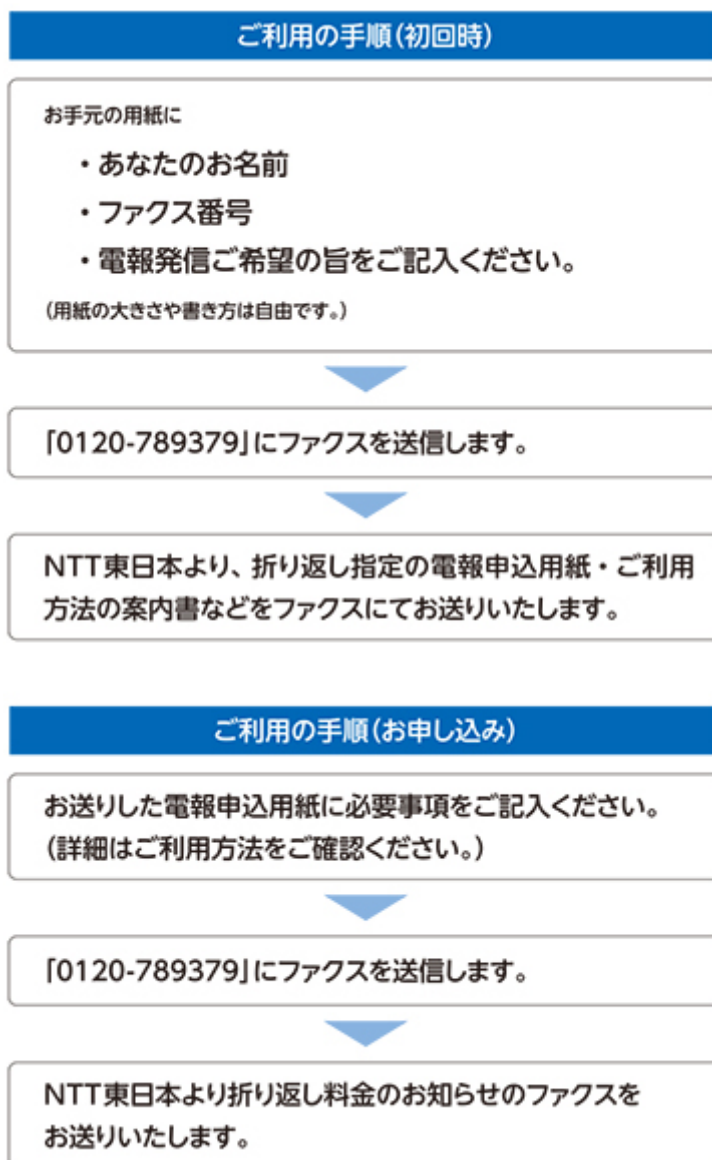 ご利用の手順(初回時)
お手元の用紙に
・あなたのお名前
・ファクス番号
・電報発信ご希望の旨をご記入ください。
(用紙の大きさや書き方は自由です。)
「0120-789379」にファクスを送信します。
NTT東日本より、折り返し指定の電報申込用紙・ご利用
方法の案内書などをファクスにてお送りいたします。
ご利用の手順(お申し込み)
お送りした電報申込用紙に必要事項をご記入ください。
(詳細はご利用方法をご確認ください。)
「0120-789379」にファクスを送信します。
NTT東日本より折り返し料金のお知らせのファクスを
お送りいたします。